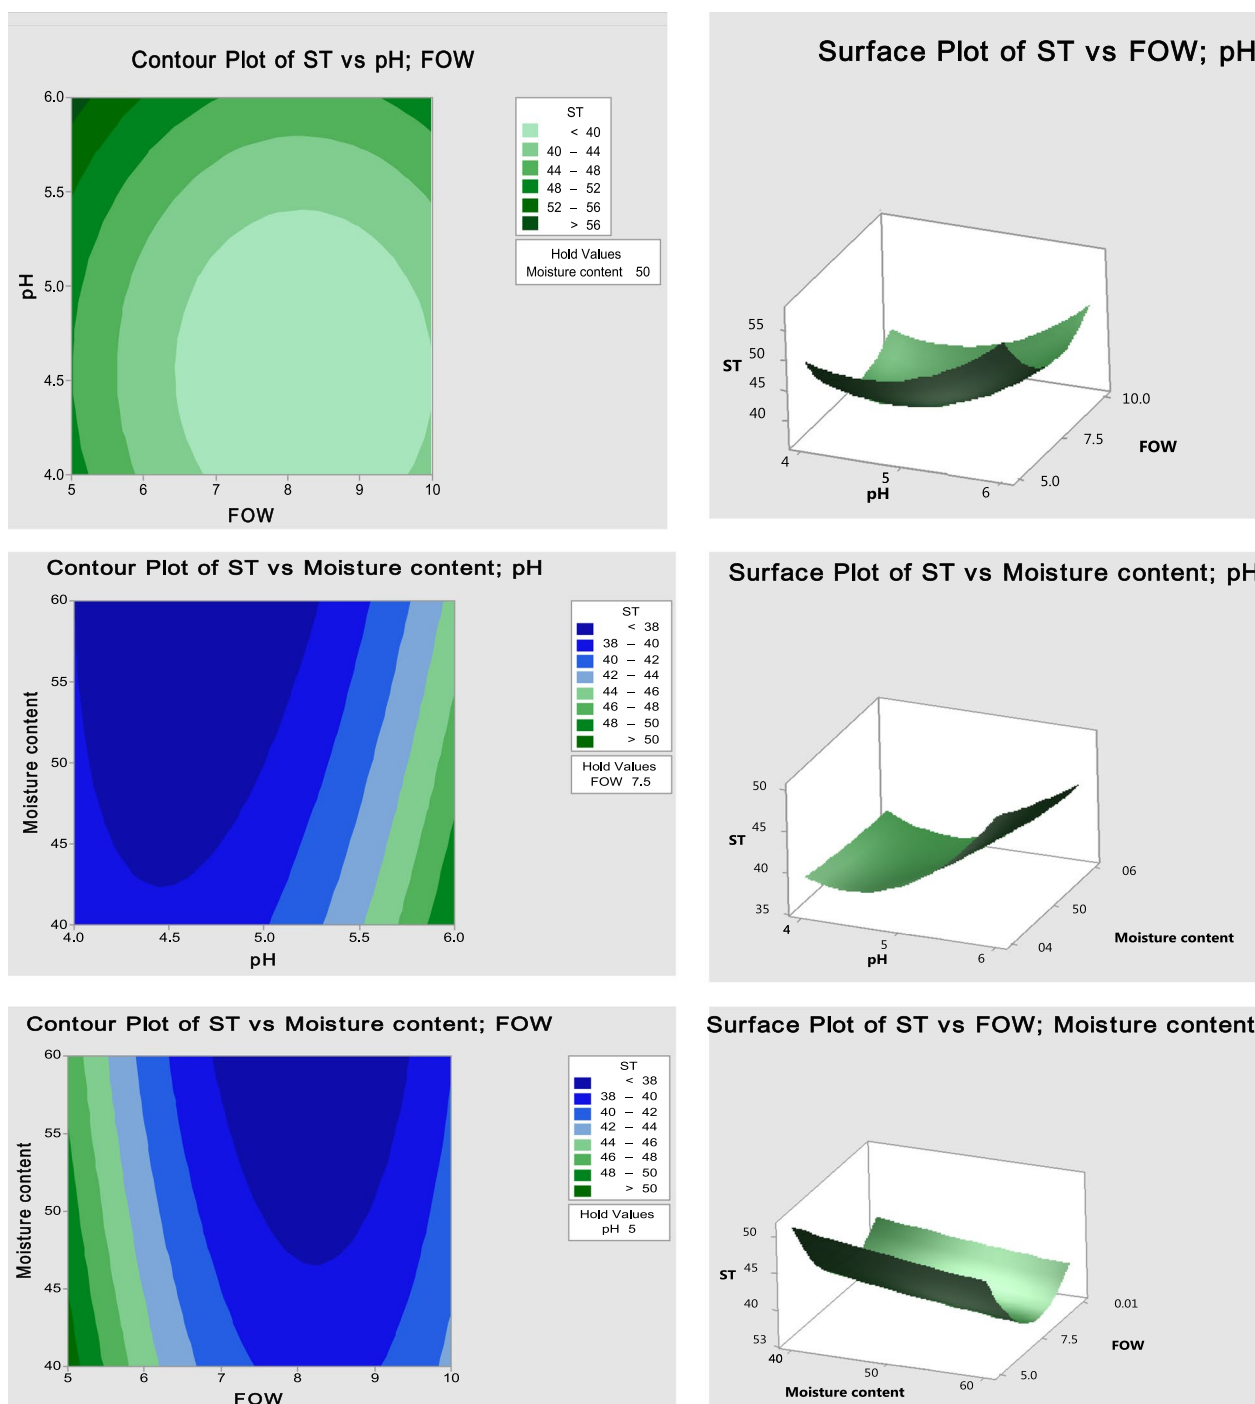 Contour Plot of ST vs pH; FOW
6.0
5.5
5.0
4.5
4.0
pH
5 6 7 8 9 10
FOW
ST
< 40
40 – 44
44 – 48
48 – 52
52 – 56
> 56
Hold Values
Moisture content 50
Surface Plot of ST vs FOW; pH
55
50
45
40
ST
4
5
6
pH
5.0
7.5
10.0
FOW
Contour Plot of ST vs Moisture content; pH
60
55
50
45
40
Moisture content
4.0 4.5 5.0 5.5 6.0
pH
ST
< 38
38 – 40
40 – 42
42 – 44
44 – 46
46 – 48
48 – 50
> 50
Hold Values
FOW 7.5
Surface Plot of ST vs Moisture content; pH
50
45
40
35
ST
4
5
6
pH
04
50
06
Moisture content
Contour Plot of ST vs Moisture content; FOW
60
55
50
45
40
Moisture content
5 6 7 8 9 10
FOW
ST
< 38
38 – 40
40 – 42
42 – 44
44 – 46
46 – 48
48 – 50
> 50
Hold Values
pH 5
Surface Plot of ST vs FOW; Moisture content
50
45
40
53
ST
40
50
60
Moisture content
5.0
7.5
0.01
FOW